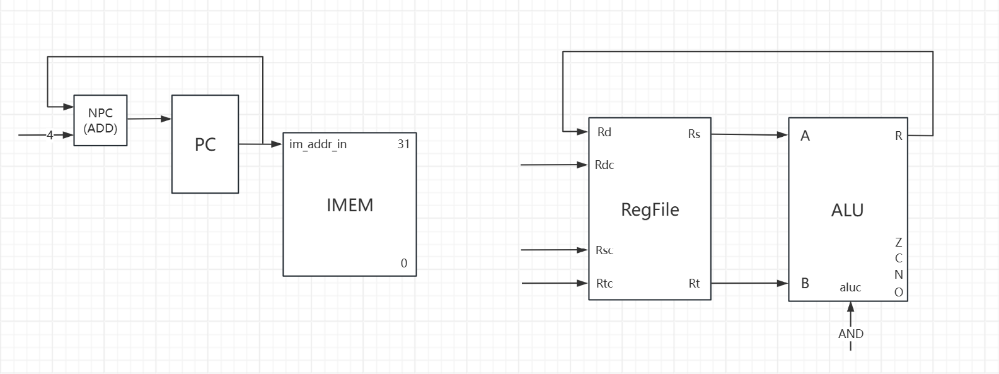 NPC
(ADD)
4
PC
im_addr_in
31
IMEM
0
Rd
Rs
Rdc
RegFile
Rsc
Rtc
Rt
A
R
ALU
Z
C
N
O
B
aluc
AND